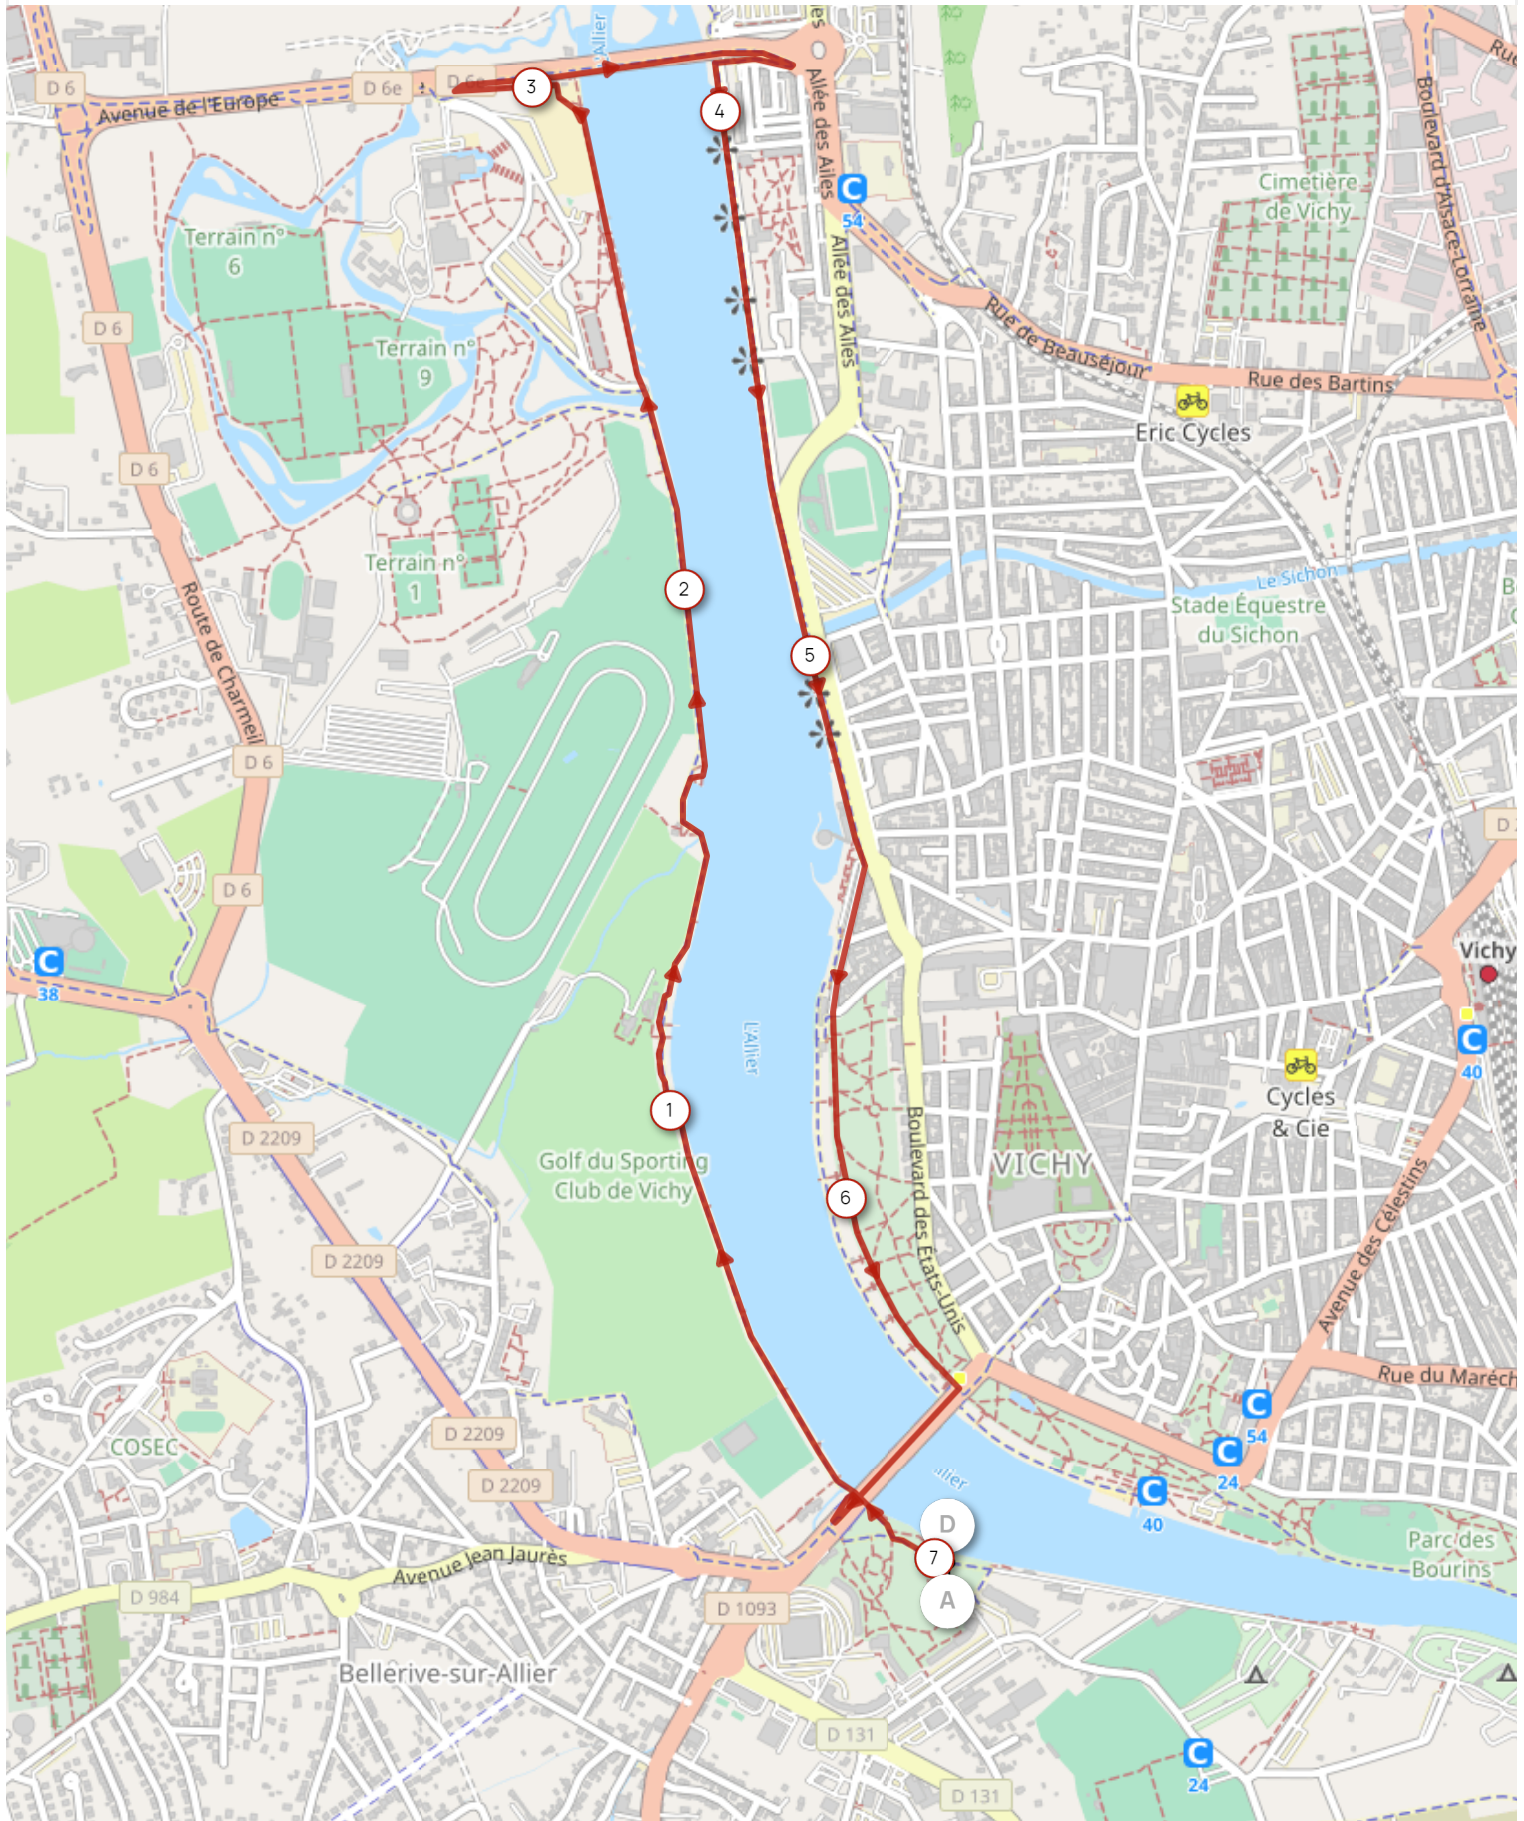 L'Allier
D 6
Avenue de l'Europe
D 6e
D 6e
3
4
Allée des Ailes
C
54
Cimetière
de Vichy
Boulevard d'Alsace-Lorraine
Terrain n°
6
Allée des Ailes
D 6
Terrain n°
9
Rue de Beauséjour
Rue des Bartins
Eric Cycles
D 6
Terrain n°
1
Route de Charmeil
2
Le Sichon
Stade Équestre
du Sichon
5
D 6
D 6
Vichy
C
38
C
40
L'Allier
Cycles
& Cie
1
D 2209
Golf du Sporting
Club de Vichy
VICHY
Boulevard des États-Unis
6
Avenue des Célestins
D 2209
Rue du Maréch
C
54
COSEC
D 2209
C
24
D 2209
C
40
D
7
A
Parc des
Bourins
Avenue Jean Jaurès
D 984
D 1093
Bellerive-sur-Allier
D 131
C
24
D 131